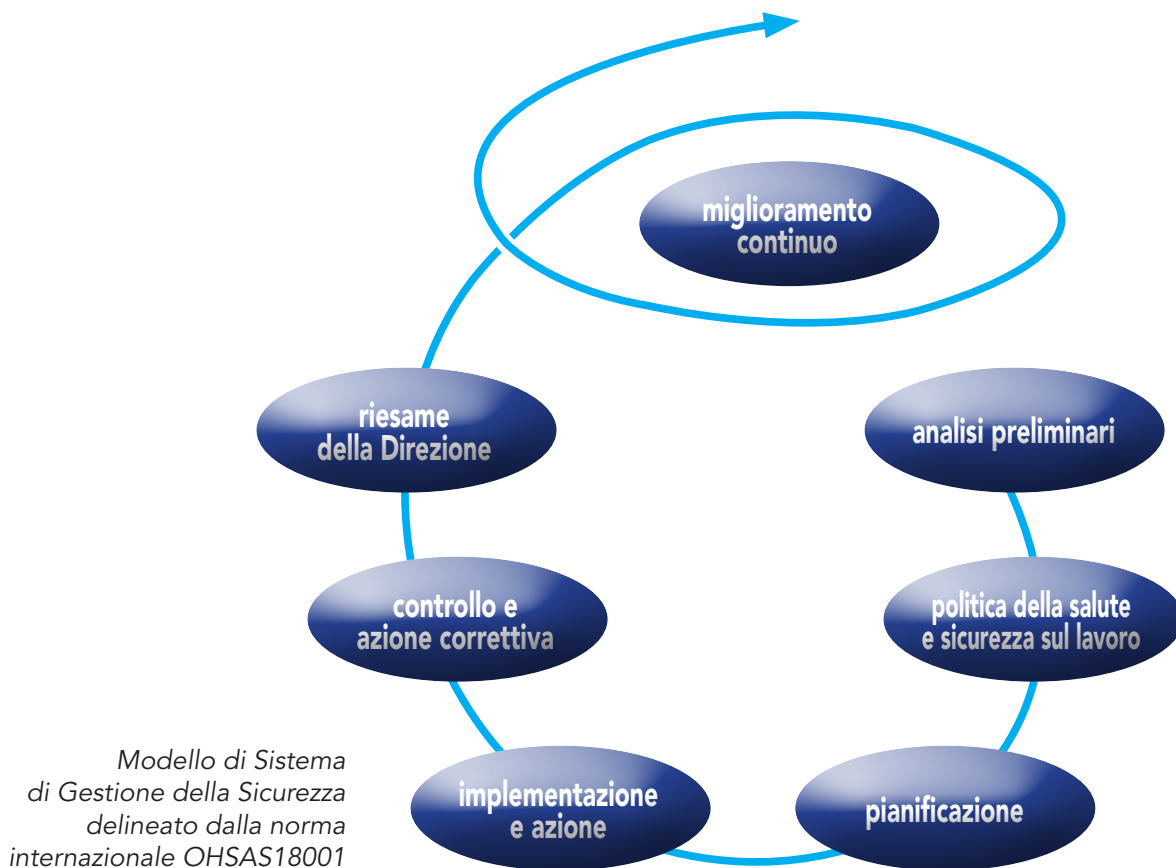 miglioramento
continuo
riesame
della Direzione
analisi preliminari
controllo e
azione correttiva
politica della salute
e sicurezza sul lavoro
implementazione
e azione
pianificazione
Modello di Sistema
di Gestione della Sicurezza
delineato dalla norma
internazionale OHSAS18001